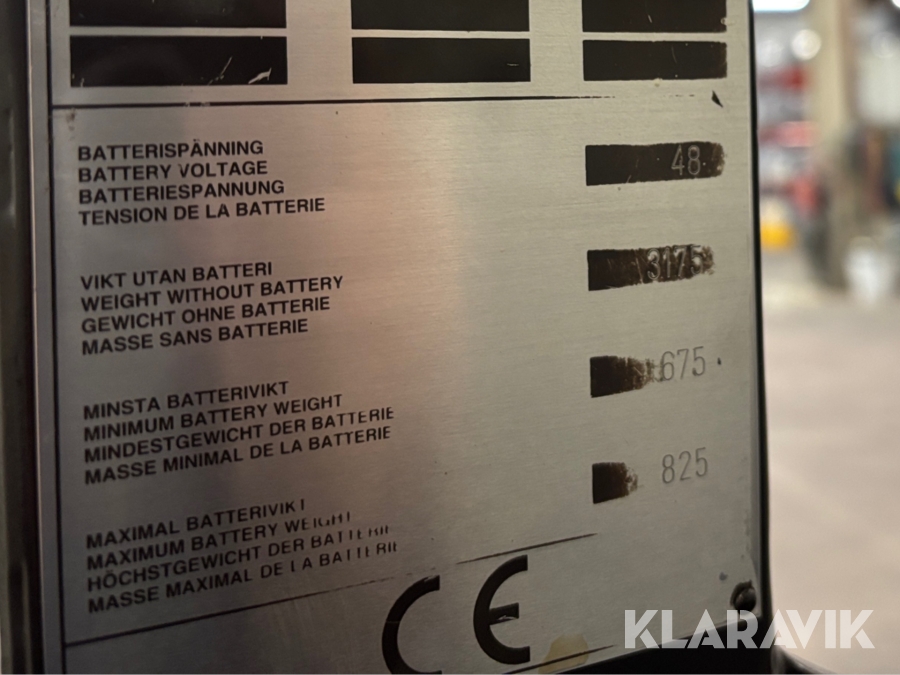 BATTERISPÄNNING
BATTERY VOLTAGE
BATTERIESPANNUNG
TENSION DE LA BATTERIE
48
VIKT UTAN BATTERI
WEIGHT WITHOUT BATTERY
GEWICHT OHNE BATTERIE
MASSE SANS BATTERIE
3175
MINSTA BATTERIVIKT
MINIMUM BATTERY WEIGHT
MINDESTGEWICHT DER BATTERIE
MASSE MINIMAL DE LA BATTERIE
675
MAXIMAL BATTERIVIKT
MAXIMUM BATTERY WEIGHT
HÖCHSTGEWICHT DER BATTERIE
MASSE MAXIMAL DE LA BATTERIE
825
CE
KLARAVIK